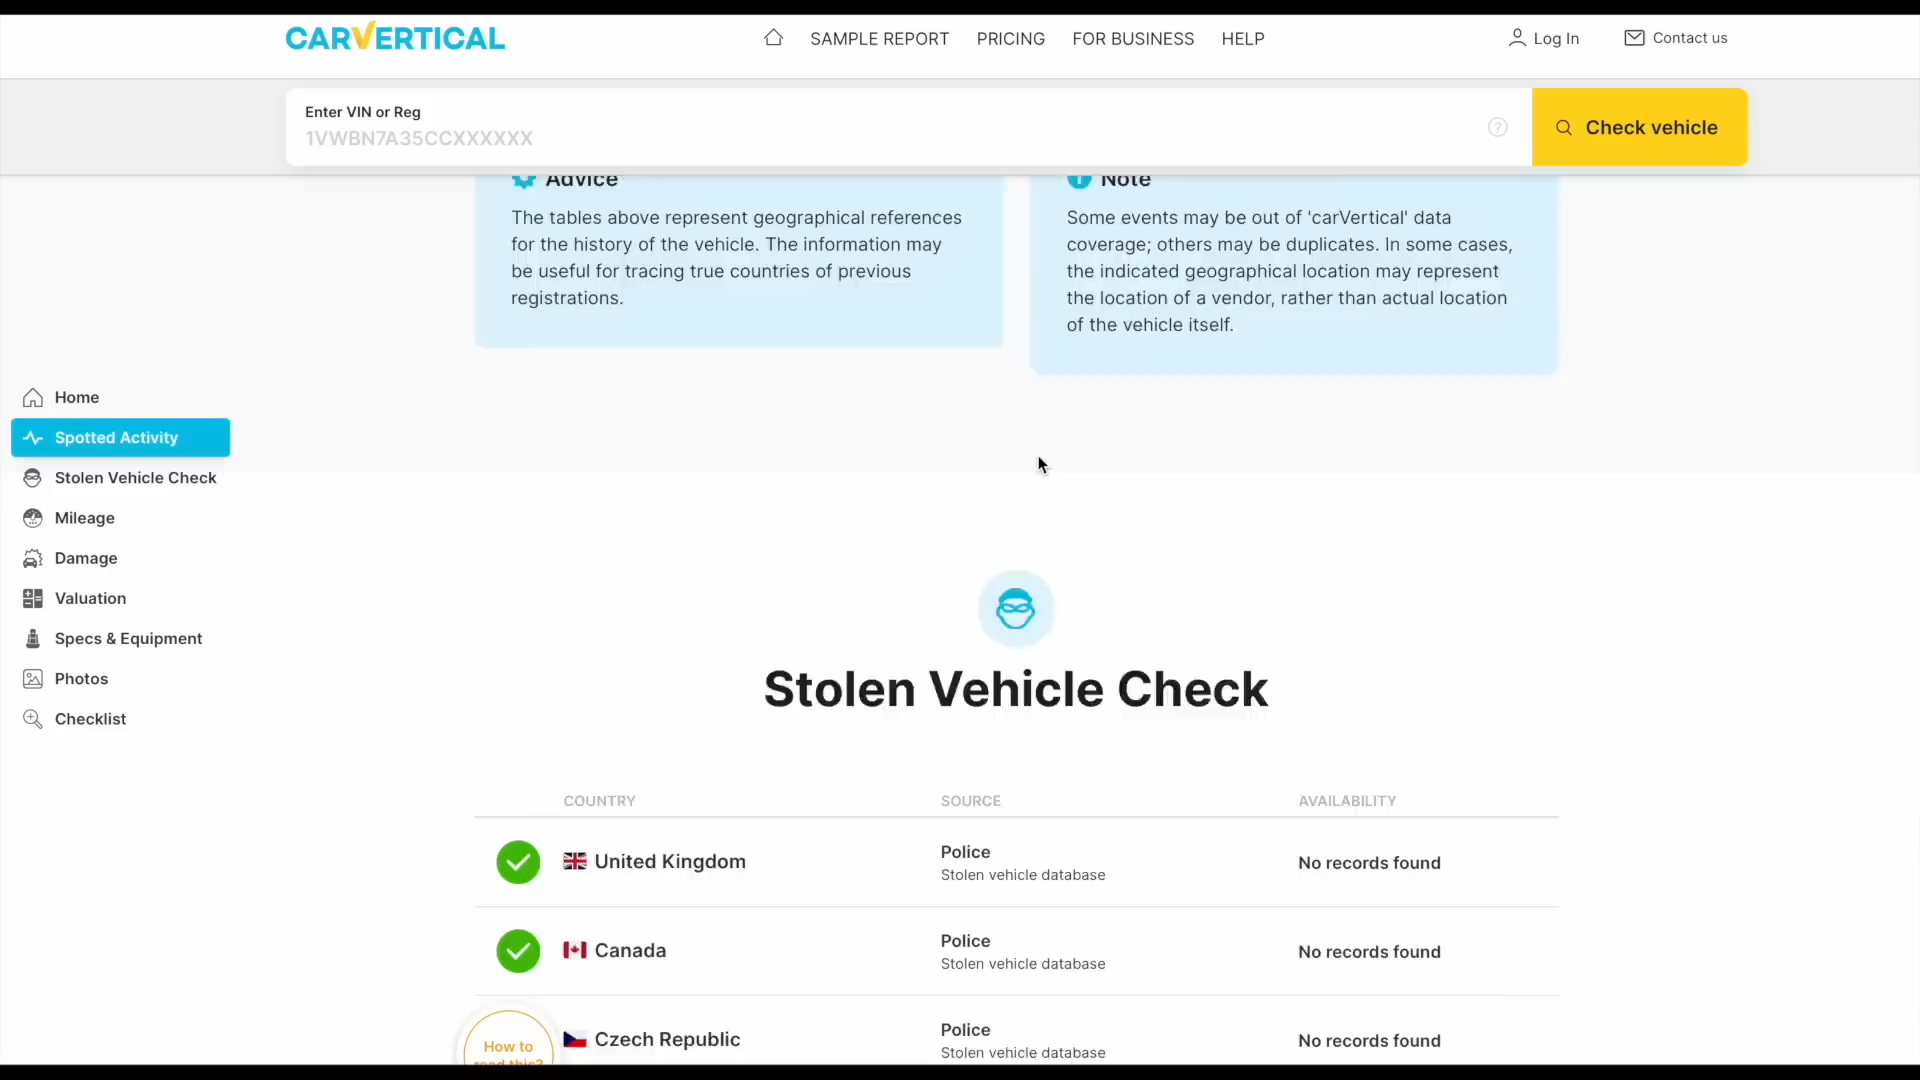 CARVERTICAL
SAMPLE REPORT
PRICING
FOR BUSINESS
HELP
Log In
Contact us
Enter VIN or Reg
1VWBN7A35CCXXXXXX
?
Check vehicle
Advice
The tables above represent geographical references
for the history of the vehicle. The information may
be useful for tracing true countries of previous
registrations.
Note
Some events may be out of 'carVertical' data
coverage; others may be duplicates. In some cases,
the indicated geographical location may represent
the location of a vendor, rather than actual location
of the vehicle itself.
Home
Spotted Activity
Stolen Vehicle Check
Mileage
Damage
Valuation
Specs & Equipment
Photos
Checklist
Stolen Vehicle Check
COUNTRY
SOURCE
AVAILABILITY
United Kingdom
Police
Stolen vehicle database
No records found
Canada
Police
Stolen vehicle database
No records found
Czech Republic
Police
Stolen vehicle database
No records found
How to
read this?